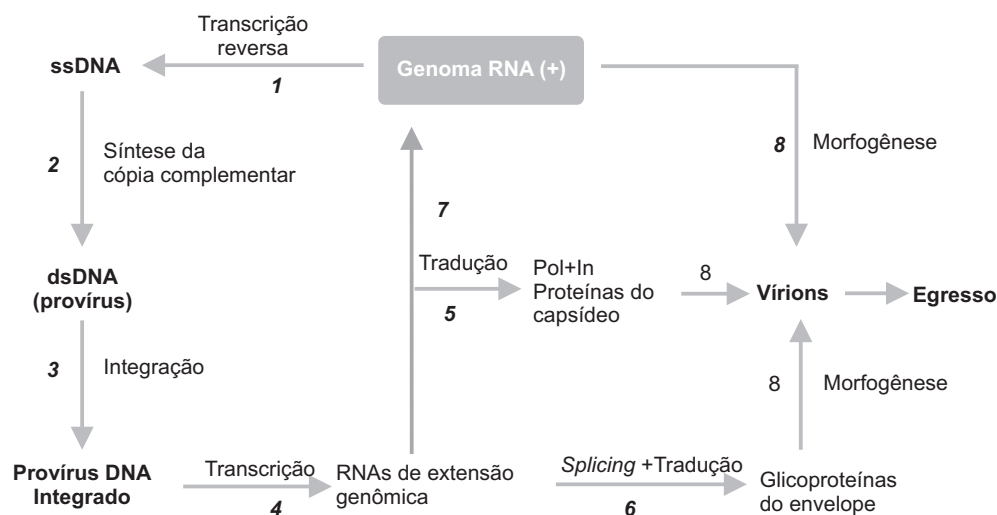 Transcrição
reversa
ssDNA
1
Genoma RNA (+)
2
Síntese da
cópia complementar
8
Morfogênese
7
dsDNA
(provírus)
Tradução
5
Pol+In
Proteínas do
capsídeo
8
Vírions
Egresso
3
Integração
8
Morfogênese
Provírus DNA
Integrado
Transcrição
4
RNAs de extensão
genômica
Splicing +Tradução
6
Glicoproteínas
do envelope